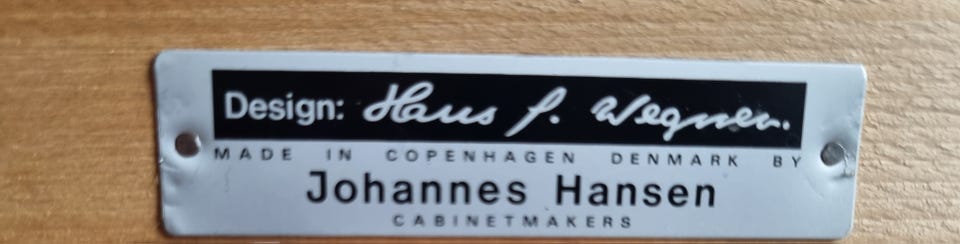 Design: Hans J. Wegner.
MADE IN COPENHAGEN DENMARK BY
Johannes Hansen
CABINETMAKERS